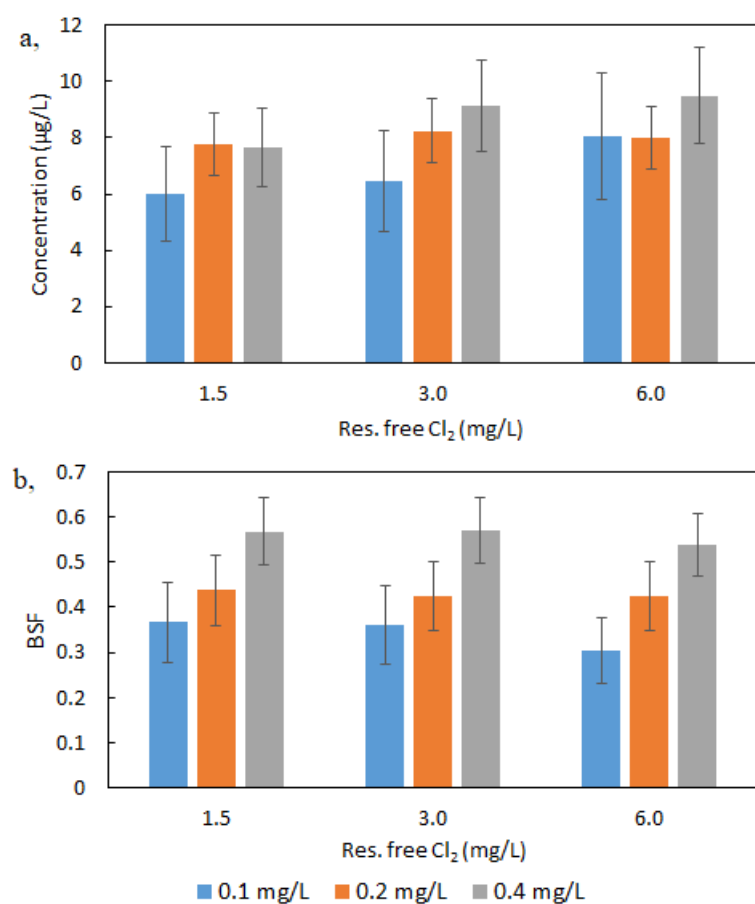 a,
12
10
8
6
4
2
0
Concentration (µg/L)
1.5 3.0 6.0
Res. free Cl₂ (mg/L)
b,
0.7
0.6
0.5
0.4
0.3
0.2
0.1
0
BSF
1.5 3.0 6.0
Res. free Cl₂ (mg/L)
0.1 mg/L 0.2 mg/L 0.4 mg/L